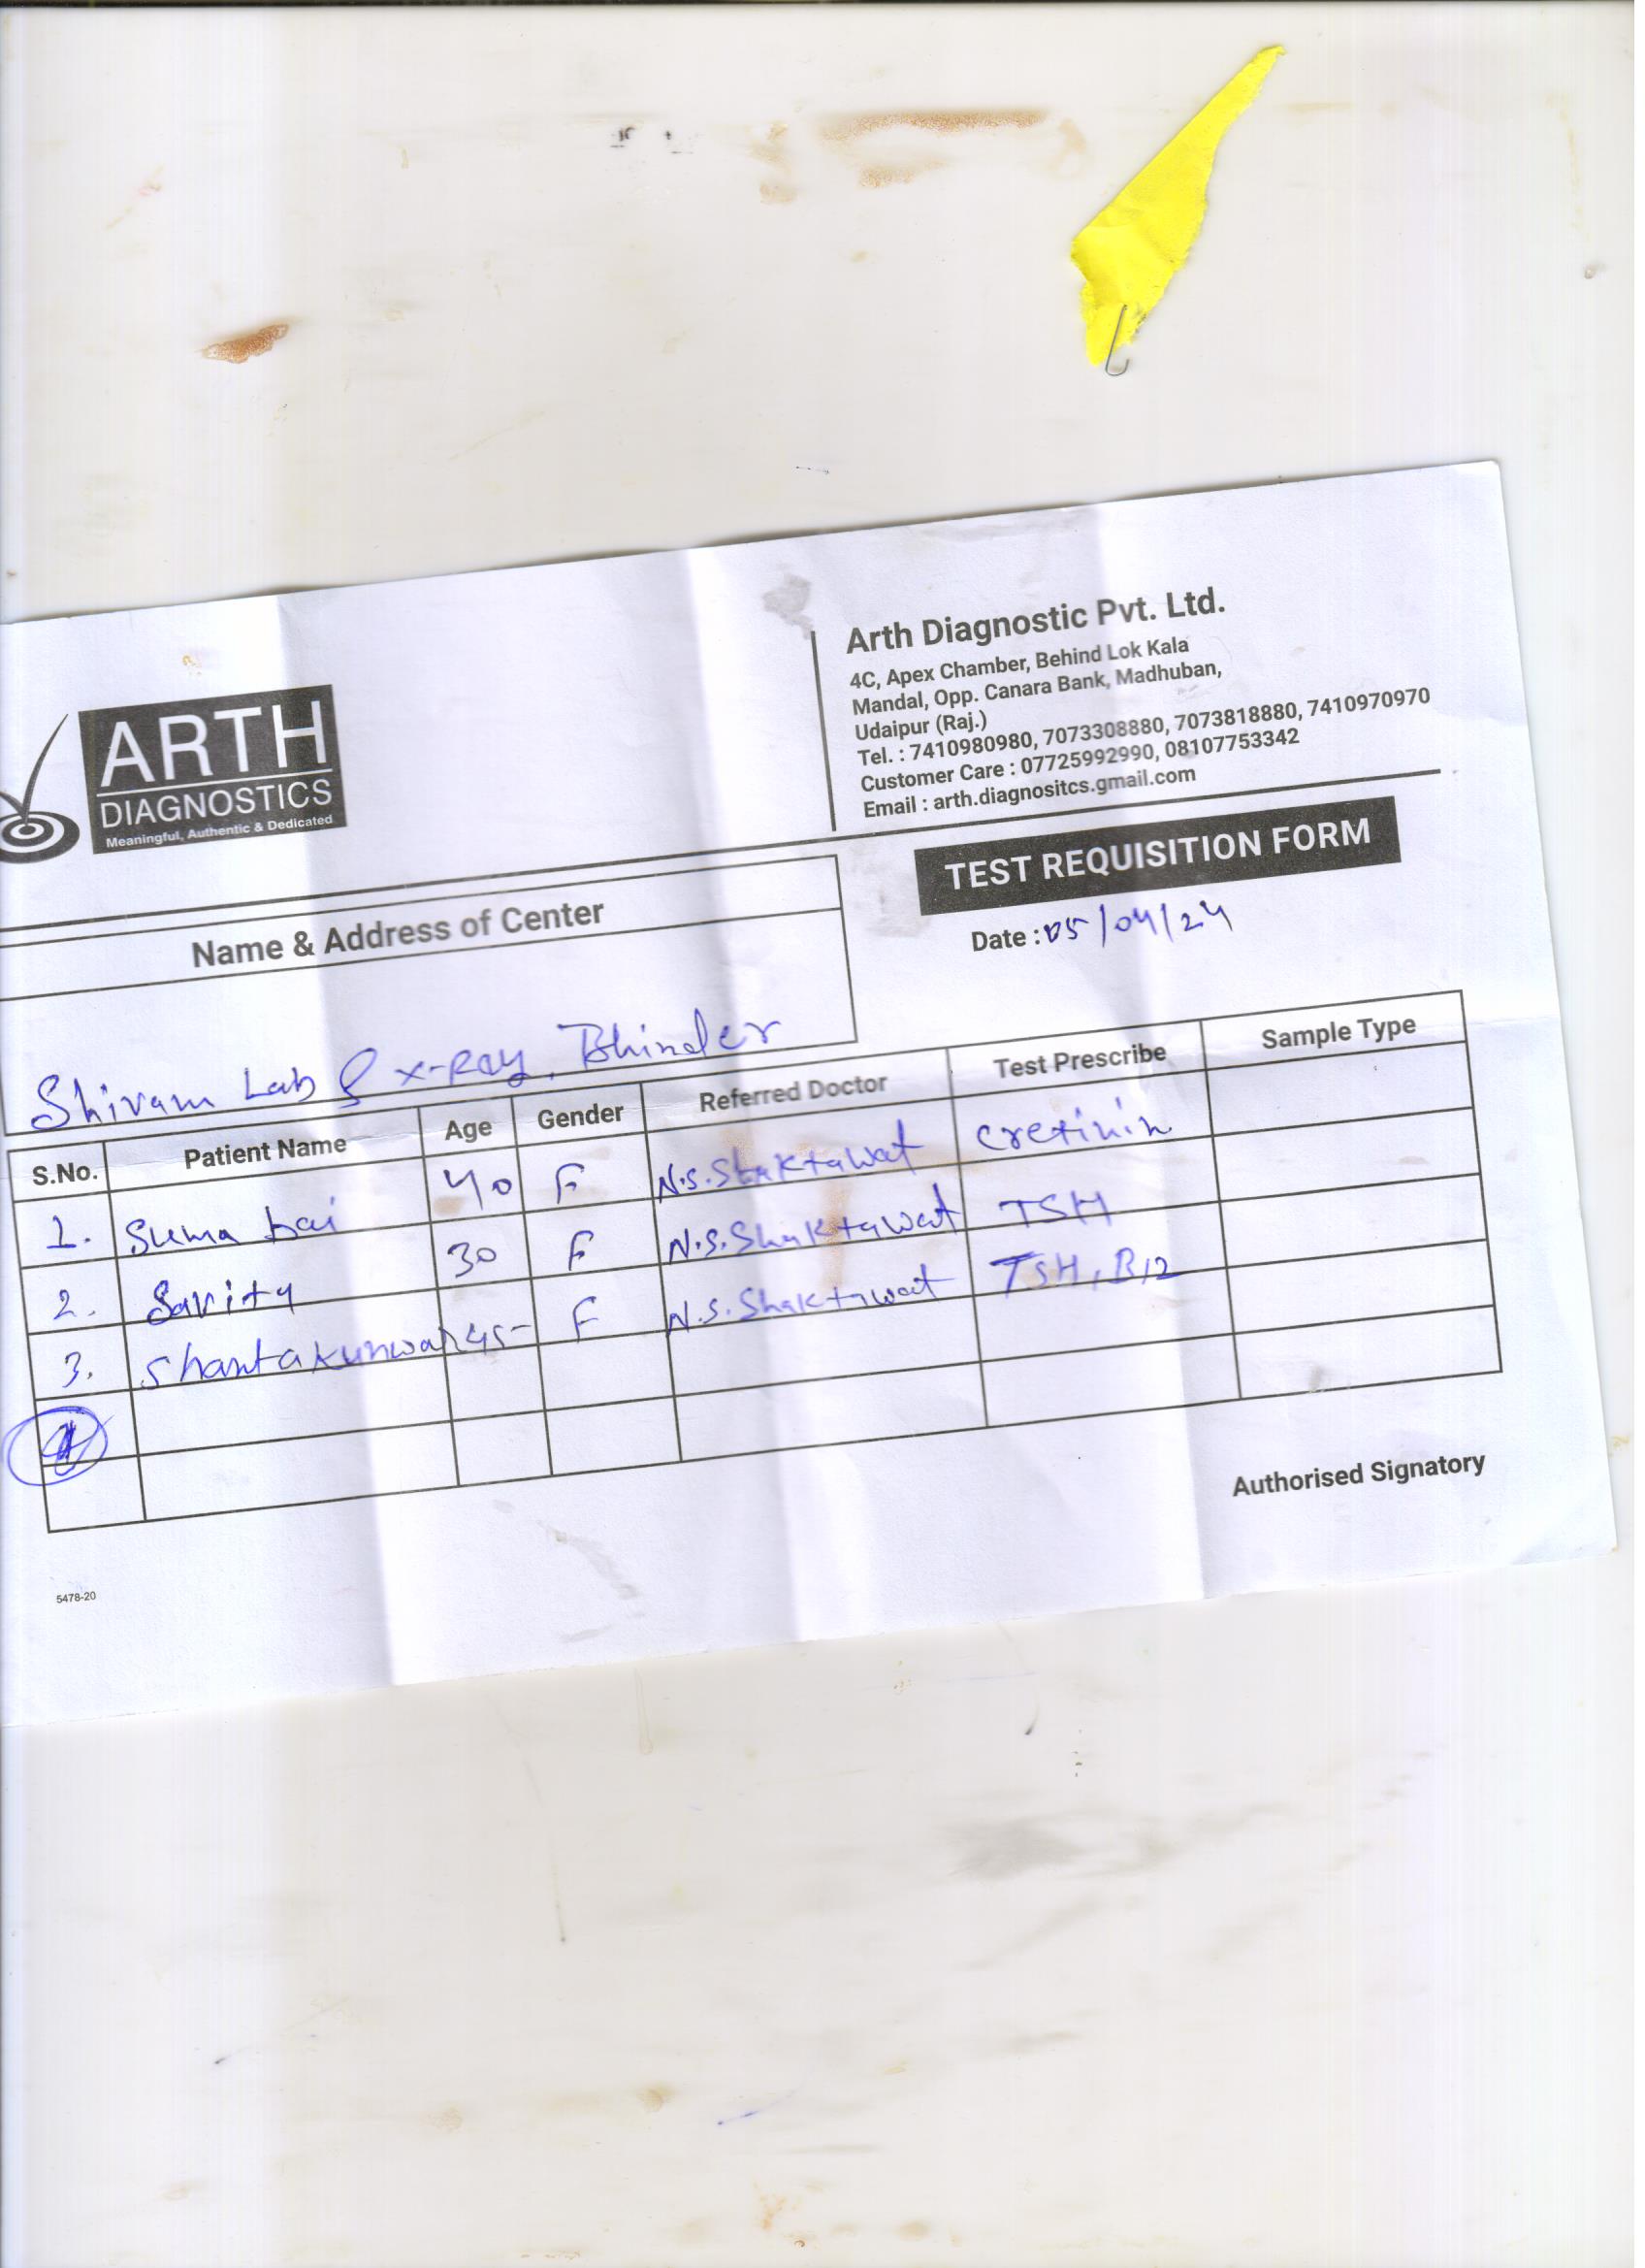 ARTH
DIAGNOSTICS
Meaningful, Authentic & Dedicated
Arth Diagnostic Pvt. Ltd.
4C, Apex Chamber, Behind Lok Kala
Mandal, Opp. Canara Bank, Madhuban,
Udaipur (Raj.)
Tel. : 7410980980, 7073308880, 7073818880, 7410970970
Customer Care : 07725992990, 08107753342
Email : arth.diagnositcs.gmail.com
TEST REQUISITION FORM
Date : 05/04/24
Name & Address of Center
Shivam Lab & x-Ray, Bhinder
S.No. Patient Name Age Gender Referred Doctor Test Prescribe Sample Type
1. Suma bai 40 F N.S. Shaktawat cretinin
2. Savita 30 F N.S. Shaktawat TSH
3. Shanta kunwar 45- F N.S. Shaktawat TSH, B12
Authorised Signatory
5478-20